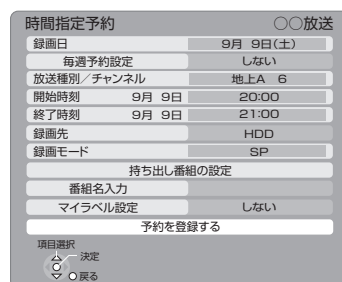 時間指定予約 〇〇放送
録画日 9月 9日(土)
毎週予約設定 しない
放送種別／チャンネル 地上A 6
開始時刻 9月 9日 20:00
終了時刻 9月 9日 21:00
録画先 HDD
録画モード SP
持ち出し番組の設定
番組名入力
マイラベル設定 しない
予約を登録する
項目選択
決定
戻る